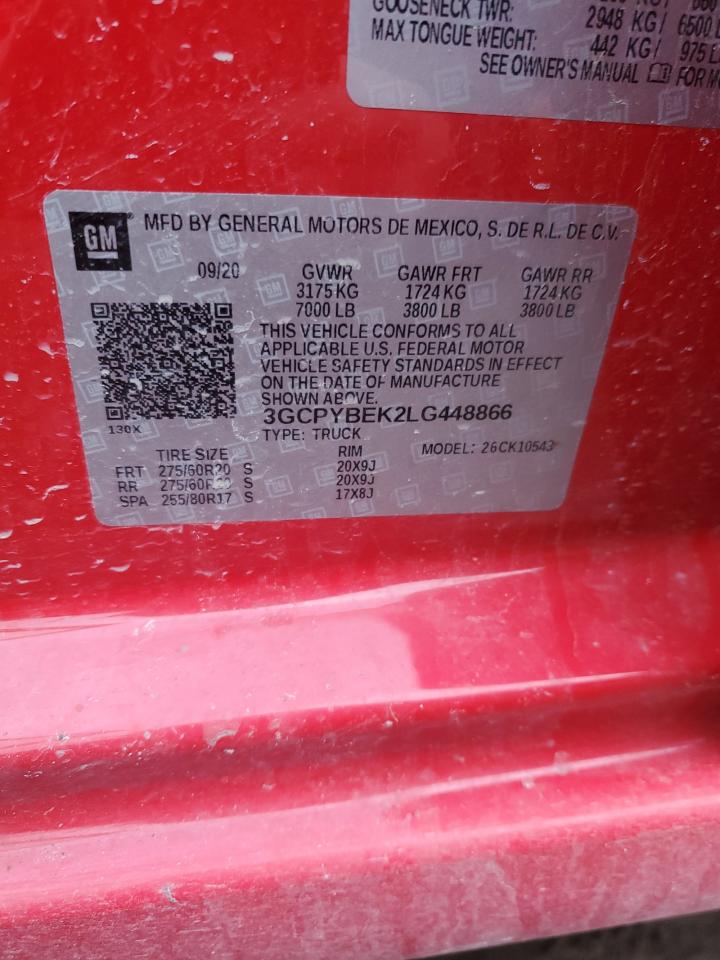 GOOSENECK TWR: 2948 KG/ 6500 L
MAX TONGUE WEIGHT: 442 KG/ 975 L
SEE OWNER'S MANUAL FOR MO
GM MFD BY GENERAL MOTORS DE MEXICO, S. DE R.L. DE C.V.
09/20 GVWR GAWR FRT GAWR RR
3175 KG 1724 KG 1724 KG
7000 LB 3800 LB 3800 LB
THIS VEHICLE CONFORMS TO ALL
APPLICABLE U.S. FEDERAL MOTOR
VEHICLE SAFETY STANDARDS IN EFFECT
ON THE DATE OF MANUFACTURE
SHOWN ABOVE.
3GCPYBEK2LG448866
130X TYPE: TRUCK MODEL: 26CK10543
TIRE SIZE RIM
FRT 275/60R20 S 20X9J
RR 275/60R20 S 20X9J
SPA 255/80R17 S 17X8J